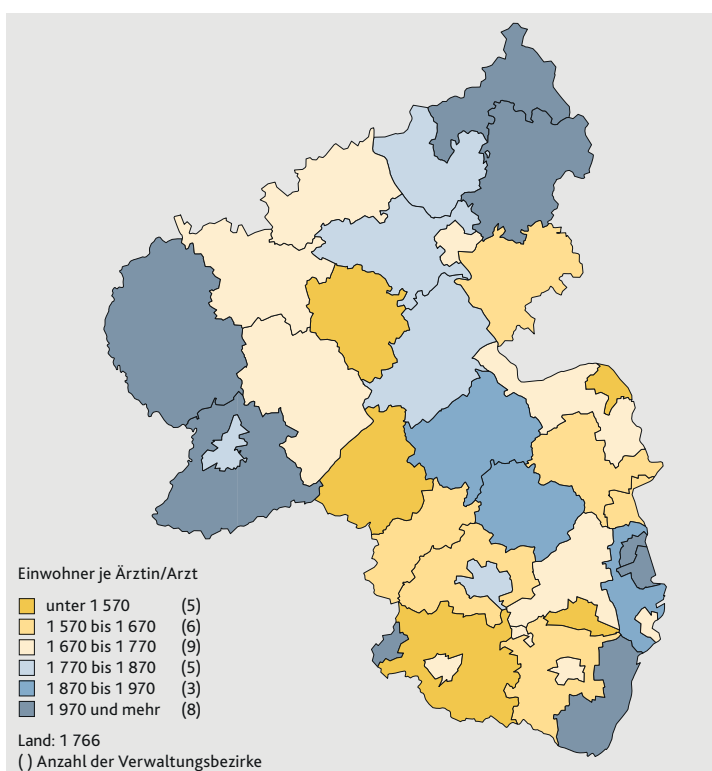 Einwohner je Ärztin/Arzt
unter 1 570 (5)
1 570 bis 1 670 (6)
1 670 bis 1 770 (9)
1 770 bis 1 870 (5)
1 870 bis 1 970 (3)
1 970 und mehr (8)
Land: 1 766
( ) Anzahl der Verwaltungsbezirke